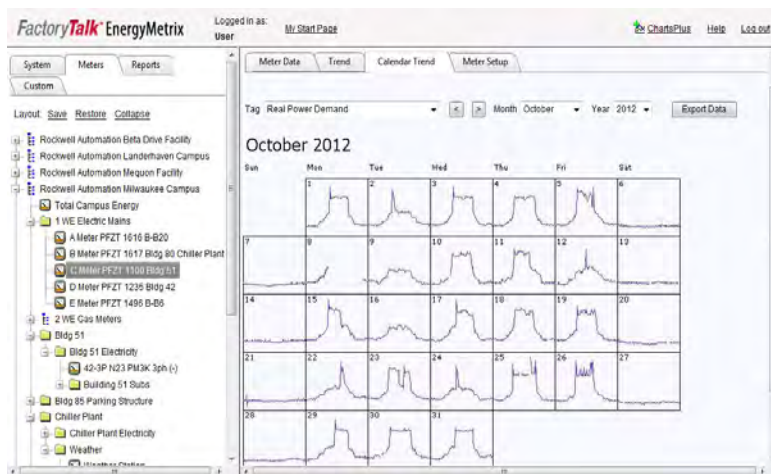 FactoryTalk EnergyMetrix
Logged in as:
User
My Start Page
ChartsPlus Help Log out
System Meters Reports
Custom
Layout: Save Restore Collapse
Rockwell Automation Beta Drive Facility
Rockwell Automation Landerhaven Campus
Rockwell Automation Mequon Facility
Rockwell Automation Milwaukee Campus
Total Campus Energy
1 WE Electric Mains
A Meter PFZT 1616 B-B20
B Meter PFZT 1617 Bldg 80 Chiller Plant
C Meter PFZT 1100 Bldg 51
D Meter PFZT 1235 Bldg 42
E Meter PFZT 1496 B-B6
2 WE Gas Meters
Bldg 51
Bldg 51 Electricity
42-3P N23 PM3K 3ph (-)
Building 51 Subs
Bldg 85 Parking Structure
Chiller Plant
Chiller Plant Electricity
Weather
Weather Station
Meter Data Trend Calendar Trend Meter Setup
Tag Real Power Demand < > Month October Year 2012 Export Data
October 2012
Sun Mon Tue Wed Thu Fri Sat
1 2 3 4 5 6
7 8 9 10 11 12 13
14 15 16 17 18 19 20
21 22 23 24 25 26 27
28 29 30 31